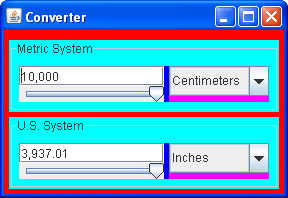 Converter
Metric System
10,000
Centimeters
U.S. System
3,937.01
Inches